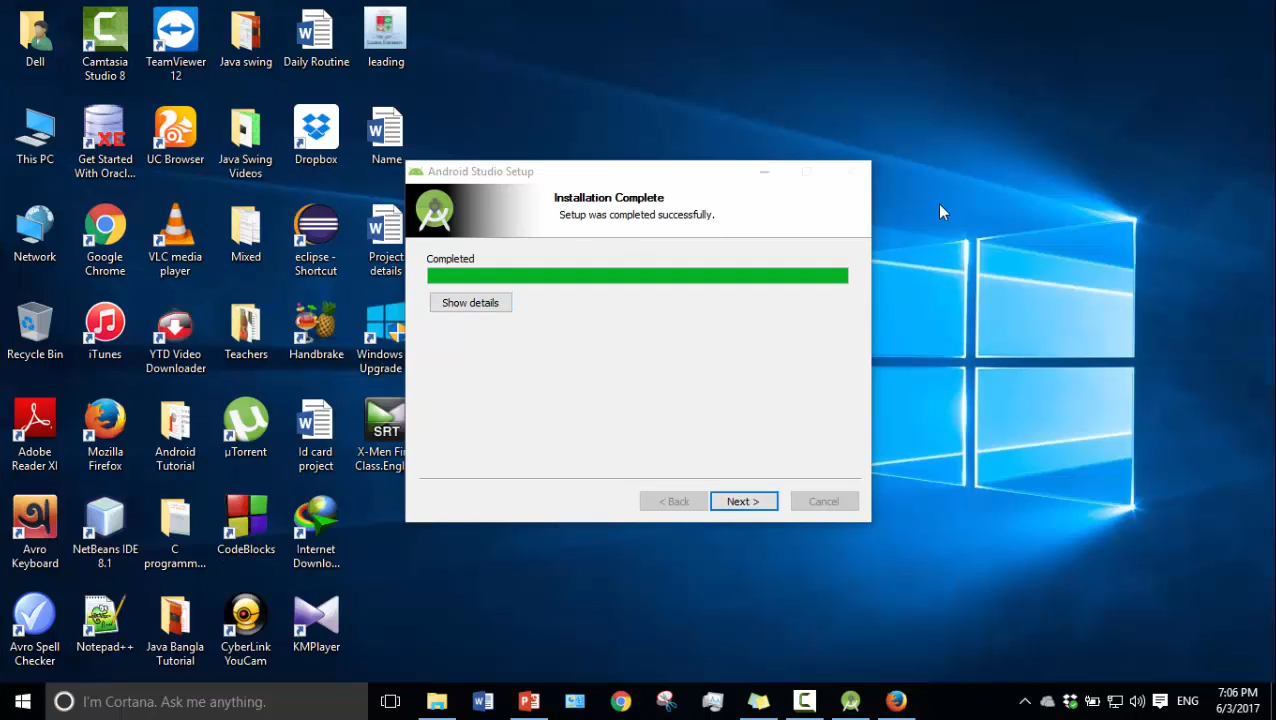 Dell
Camtasia Studio 8
TeamViewer 12
Java swing
Daily Routine
leading
This PC
XE
Get Started With Oracl...
UC Browser
Java Swing Videos
Dropbox
Name
Network
Google Chrome
VLC media player
Mixed
eclipse - Shortcut
Project details
Recycle Bin
iTunes
YTD Video Downloader
Teachers
Handbrake
Windows Upgrade
Adobe Reader XI
Mozilla Firefox
Android Tutorial
µTorrent
Id card project
SRT
X-Men Fi Class.Engl
Avro Keyboard
NetBeans IDE 8.1
C programm...
CodeBlocks
Internet Downlo...
Avro Spell Checker
Notepad++
Java Bangla Tutorial
CyberLink YouCam
KMPlayer
Android Studio Setup
Installation Complete
Setup was completed successfully.
Completed
Show details
< Back
Next >
Cancel
I'm Cortana. Ask me anything.
ENG
7:06 PM
6/3/2017